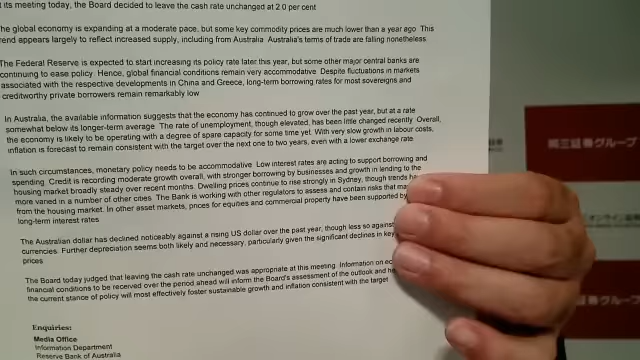 t its meeting today, the Board decided to leave the cash rate unchanged at 2 0 per cent
The global economy is expanding at a moderate pace, but some key commodity prices are much lower than a year ago This
rend appears largely to reflect increased supply, including from Australia Australia's terms of trade are falling nonetheless
The Federal Reserve is expected to start increasing its policy rate later this year, but some other major central banks are
continuing to ease policy Hence, global financial conditions remain very accommodative Despite fluctuations in markets
associated with the respective developments in China and Greece, long-term borrowing rates for most sovereigns and
creditworthy private borrowers remain remarkably low
In Australia, the available information suggests that the economy has continued to grow over the past year, but at a rate
somewhat below its longer-term average The rate of unemployment, though elevated, has been little changed recently Overall,
the economy is likely to be operating with a degree of spare capacity for some time yet With very slow growth in labour costs,
inflation is forecast to remain consistent with the target over the next one to two years, even with a lower exchange rate
In such circumstances, monetary policy needs to be accommodative Low interest rates are acting to support borrowing and
spending Credit is recording moderate growth overall, with stronger borrowing by businesses and growth in lending to the
housing market broadly steady over recent months Dwelling prices continue to rise strongly in Sydney, though trends ha
more varied in a number of other cities The Bank is working with other regulators to assess and contain risks that ma
from the housing market In other asset markets, prices for equities and commercial property have been supported by
long-term interest rates
The Australian dollar has declined noticeably against a rising US dollar over the past year, though less so agains
currencies Further depreciation seems both likely and necessary, particularly given the significant declines in key
prices
The Board today judged that leaving the cash rate unchanged was appropriate at this meeting Information on ec
financial conditions to be received over the period ahead will inform the Board's assessment of the outlook and he
the current stance of policy will most effectively foster sustainable growth and inflation consistent with the target
Enquiries:
Media Office
Information Department
Reserve Bank of Australia
岡三証券グループ